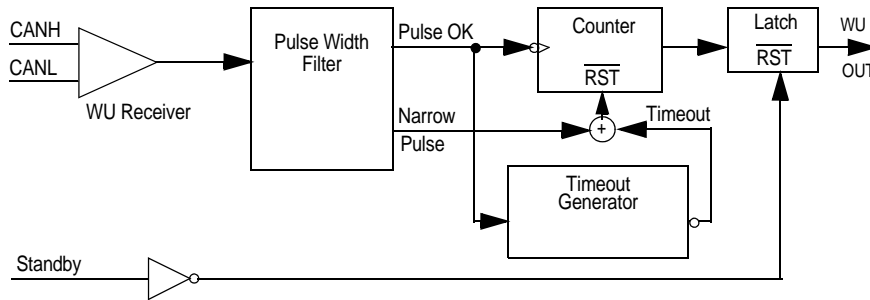 CANH
CANL
WU Receiver
Pulse Width
Filter
Pulse OK
Narrow
Pulse
Counter
RST
+
Timeout
Timeout
Generator
Latch
RST
WU
OUT
Standby